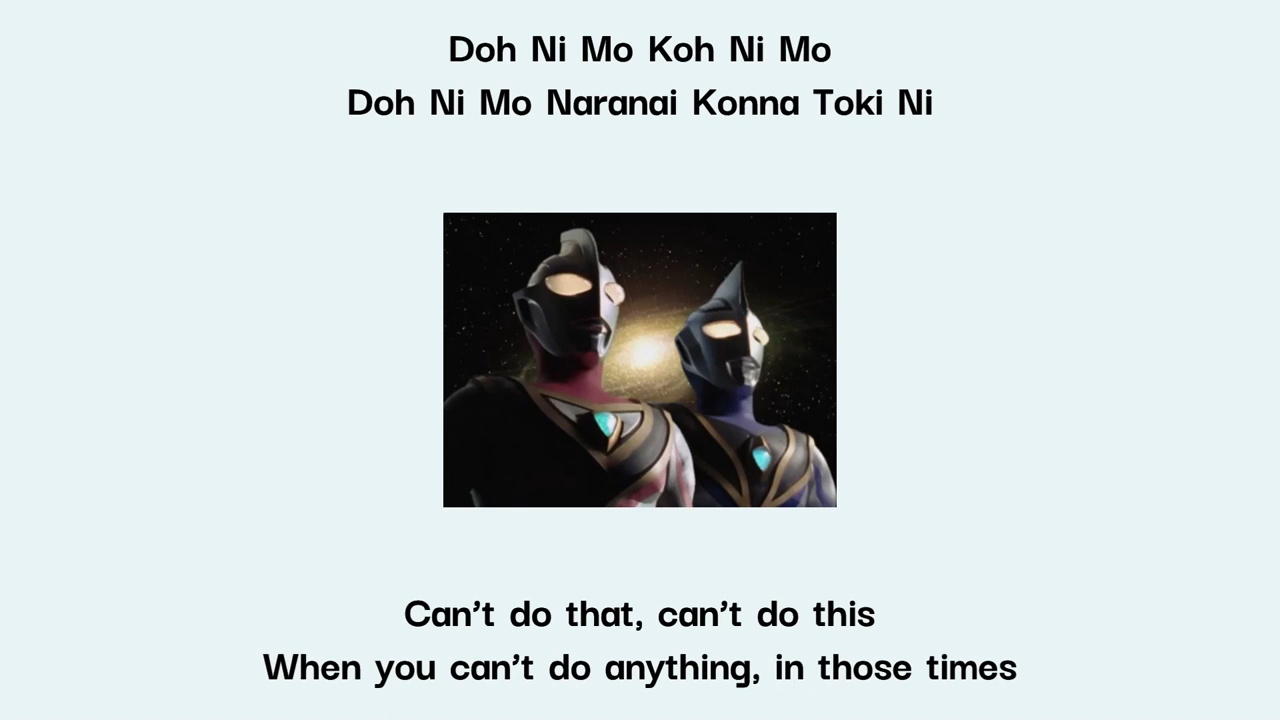 Doh Ni Mo Koh Ni Mo
Doh Ni Mo Naranai Konna Toki Ni
Can’t do that, can’t do this
When you can’t do anything, in those times